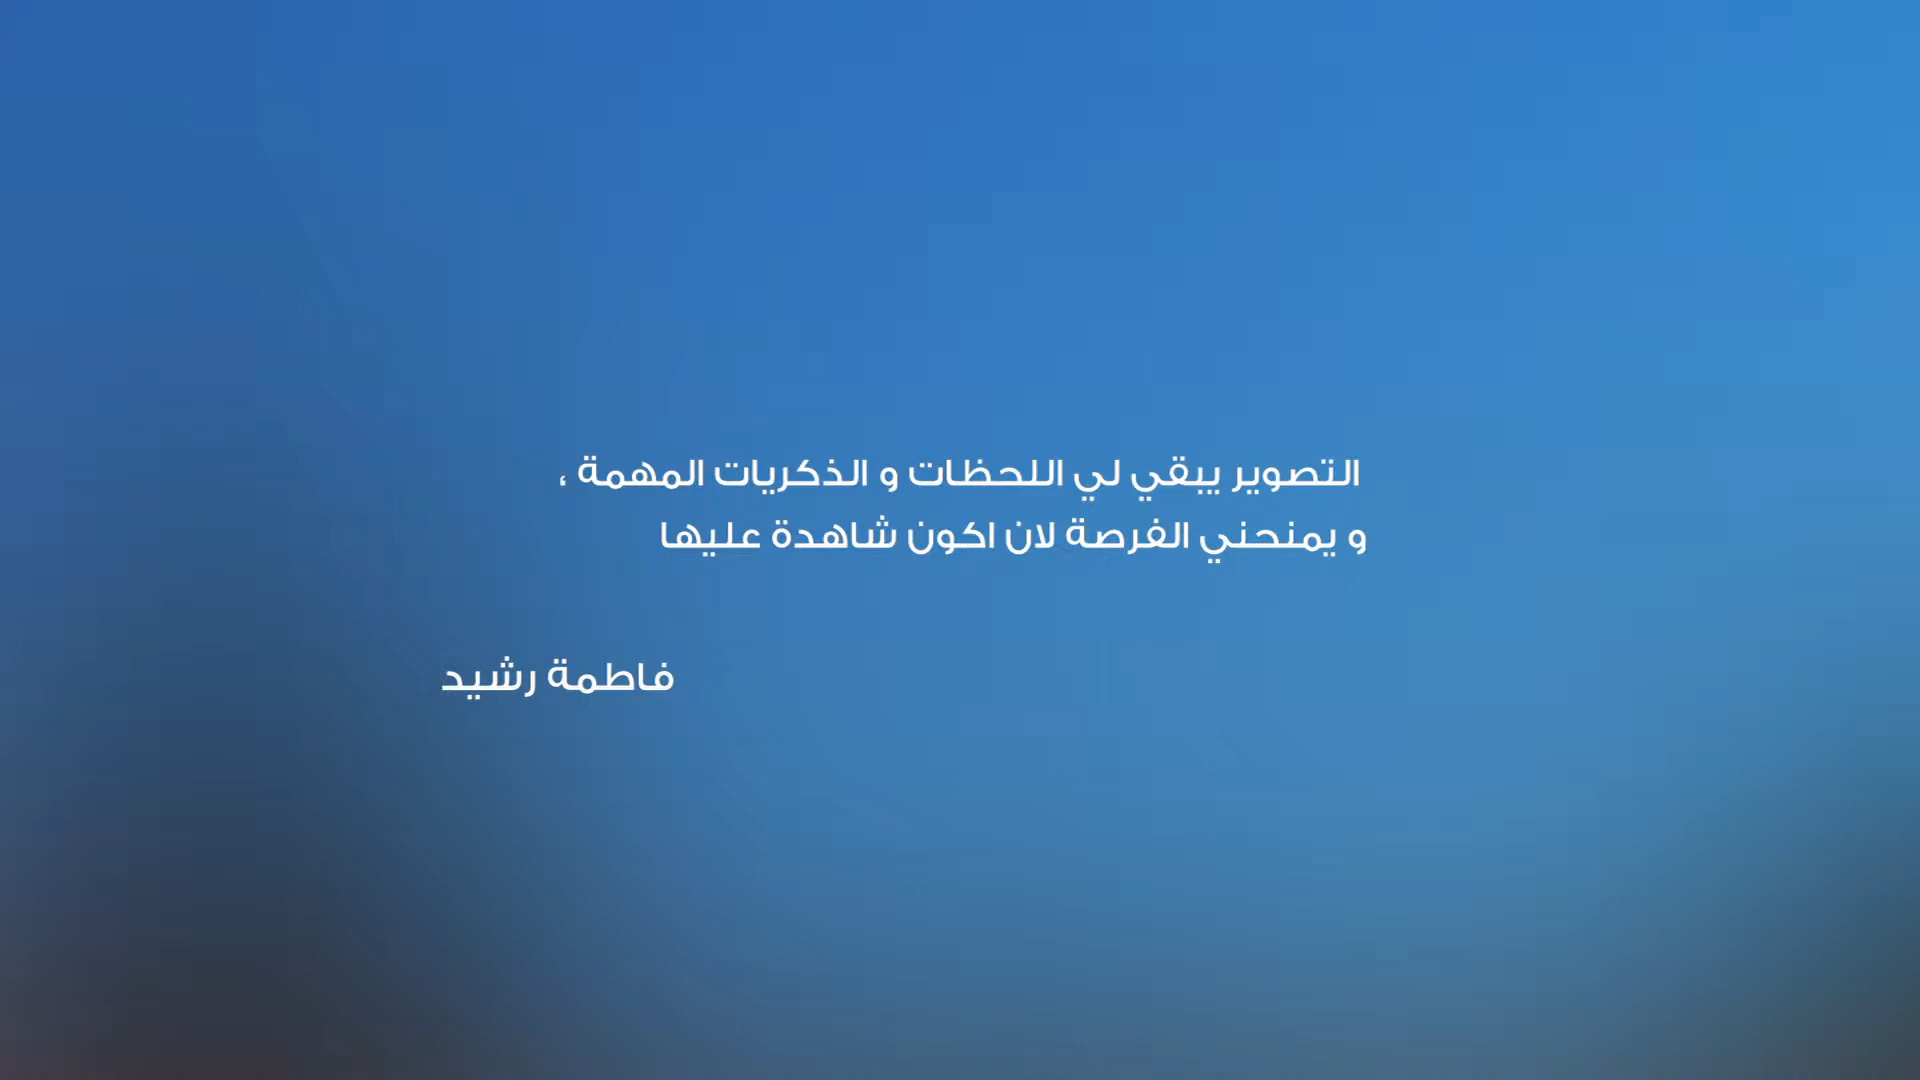 التصوير يبقي لي اللحظات و الذكريات المهمة ،
و يمنحني الفرصة لان اكون شاهدة عليها
فاطمة رشيد